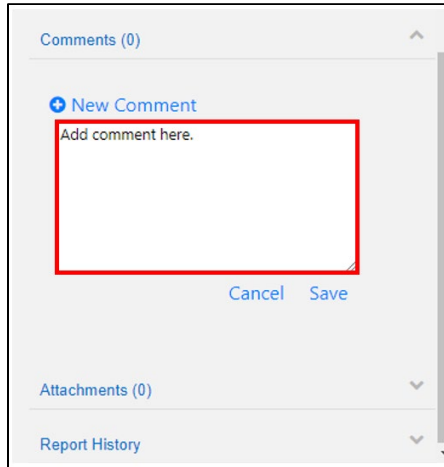 Comments (0)
New Comment
Add comment here.
Cancel Save
Attachments (0)
Report History